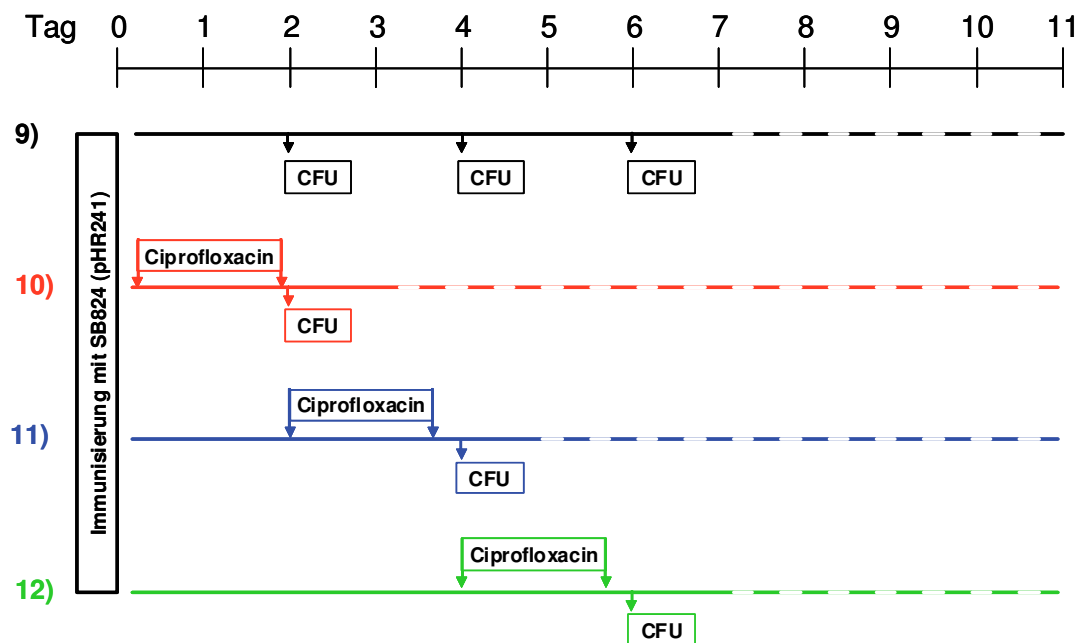 Tag 0 1 2 3 4 5 6 7 8 9 10 11
Immunisierung mit SB824 (pHR241)
9)
CFU CFU CFU
Ciprofloxacin
10)
CFU
Ciprofloxacin
11)
CFU
Ciprofloxacin
12)
CFU